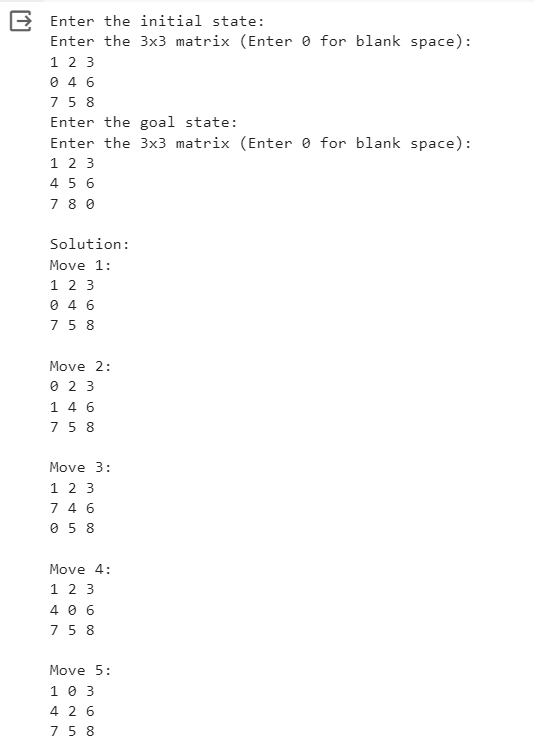 Enter the initial state:
Enter the 3x3 matrix (Enter 0 for blank space):
1 2 3
0 4 6
7 5 8
Enter the goal state:
Enter the 3x3 matrix (Enter 0 for blank space):
1 2 3
4 5 6
7 8 0
Solution:
Move 1:
1 2 3
0 4 6
7 5 8
Move 2:
0 2 3
1 4 6
7 5 8
Move 3:
1 2 3
7 4 6
0 5 8
Move 4:
1 2 3
4 0 6
7 5 8
Move 5:
1 0 3
4 2 6
7 5 8